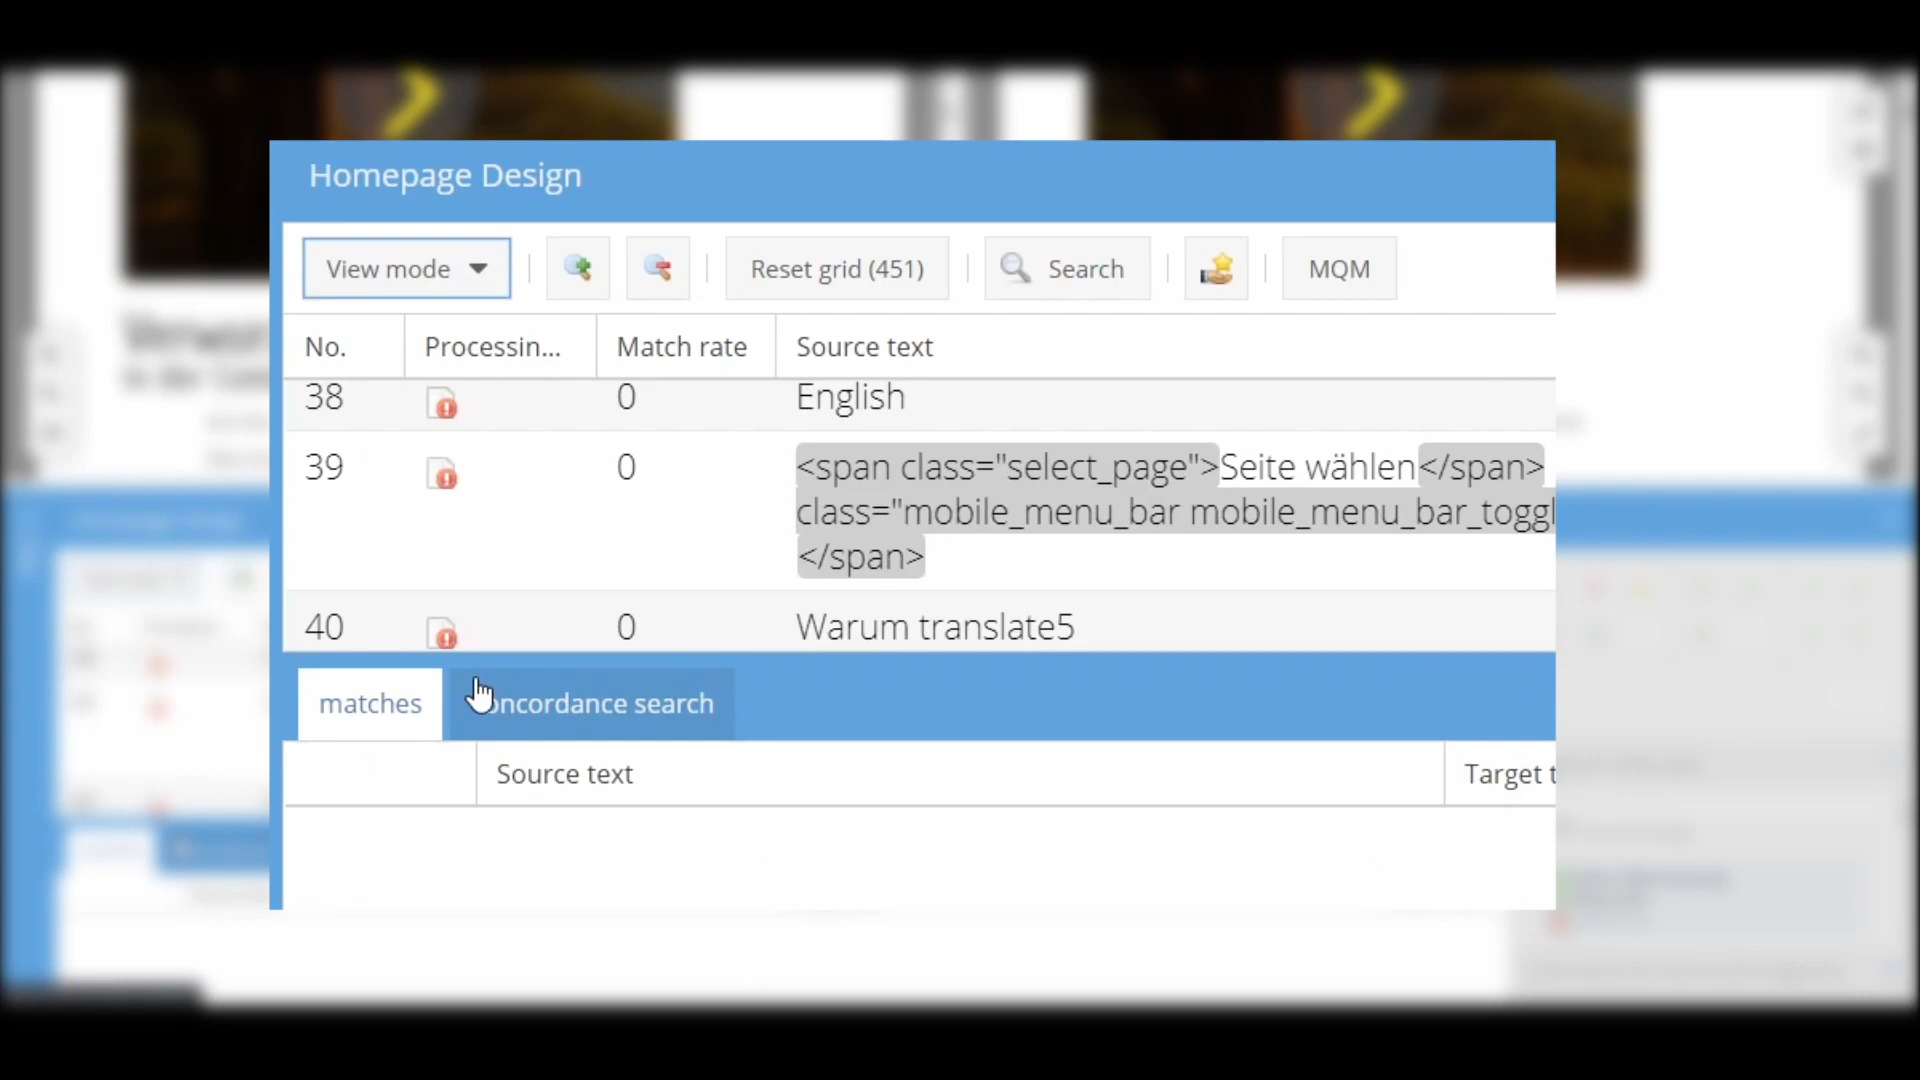 Homepage Design
View mode
Reset grid (451)
Search
MQM
No. Processin... Match rate Source text
38 0 English
39 0 <span class="select_page">Seite wählen</span>
class="mobile_menu_bar mobile_menu_bar_toggl
</span>
40 0 Warum translate5
matches
oncordance search
Source text Target t